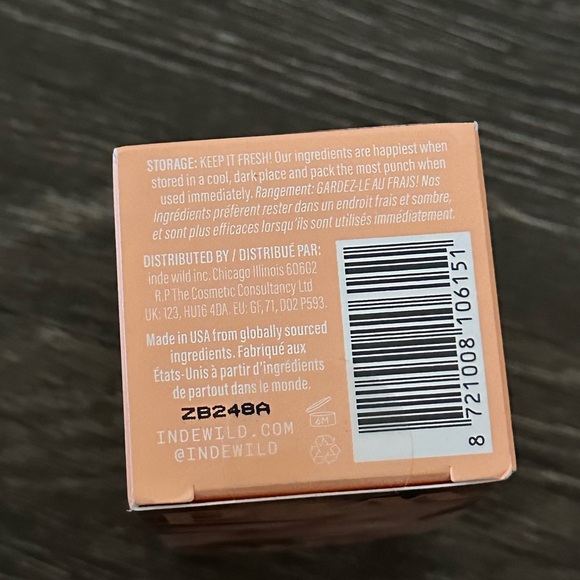 STORAGE: KEEP IT FRESH! Our ingredients are happiest when
stored in a cool, dark place and pack the most punch when
used immediately. Rangement: GARDEZ-LE AU FRAIS! Nos
ingrédients préfèrent rester dans un endroit frais et sombre,
et sont plus efficaces lorsqu'ils sont utilisés immédiatement.
DISTRIBUTED BY / DISTRIBUÉ PAR:
inde wild inc. Chicago Illinois 60602
R.P The Cosmetic Consultancy Ltd
UK: 123, HU16 4DA. EU: 6F, 71, D02 P593.
Made in USA from globally sourced
ingredients. Fabriqué aux
États-Unis à partir d'ingrédients
de partout dans le monde.
ZB248A
INDEWILD.COM
@INDEWILD
6M
8 721008 106151